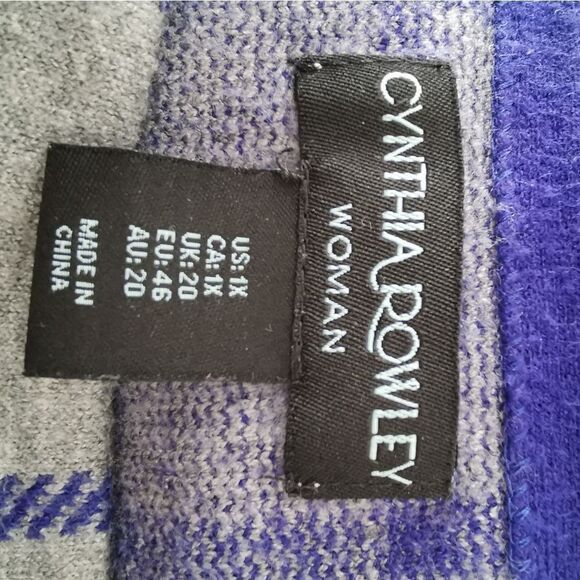 CYNTHIA ROWLEY
WOMAN
US: 1X
CA: 1X
UK: 20
EU: 46
AU: 20
MADE IN
CHINA